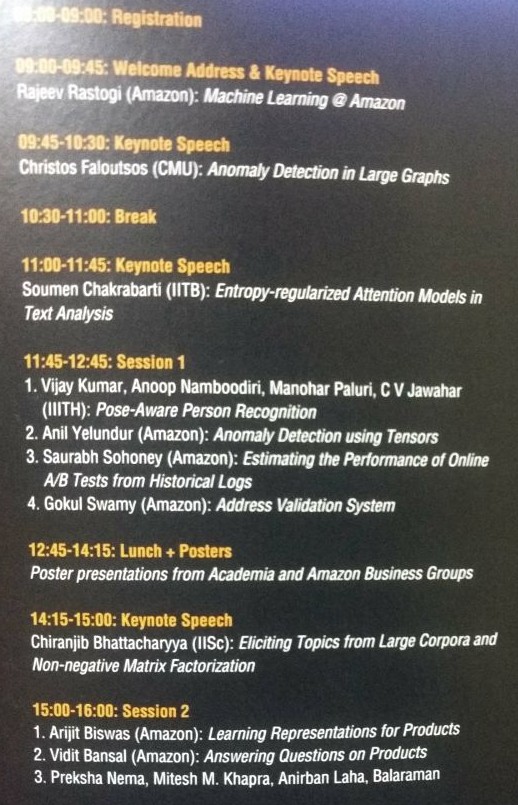 -09:00: Registration
09:00-09:45: Welcome Address & Keynote Speech
Rajeev Rastogi (Amazon): Machine Learning @ Amazon
09:45-10:30: Keynote Speech
Christos Faloutsos (CMU): Anomaly Detection in Large Graphs
10:30-11:00: Break
11:00-11:45: Keynote Speech
Soumen Chakrabarti (IITB): Entropy-regularized Attention Models in
Text Analysis
11:45-12:45: Session 1
1. Vijay Kumar, Anoop Namboodiri, Manohar Paluri, C V Jawahar
(IIITH): Pose-Aware Person Recognition
2. Anil Yelundur (Amazon): Anomaly Detection using Tensors
3. Saurabh Sohoney (Amazon): Estimating the Performance of Online
A/B Tests from Historical Logs
4. Gokul Swamy (Amazon): Address Validation System
12:45-14:15: Lunch + Posters
Poster presentations from Academia and Amazon Business Groups
14:15-15:00: Keynote Speech
Chiranjib Bhattacharyya (IISc): Eliciting Topics from Large Corpora and
Non-negative Matrix Factorization
15:00-16:00: Session 2
1. Arijit Biswas (Amazon): Learning Representations for Products
2. Vidit Bansal (Amazon): Answering Questions on Products
3. Preksha Nema, Mitesh M. Khapra, Anirban Laha, Balaraman